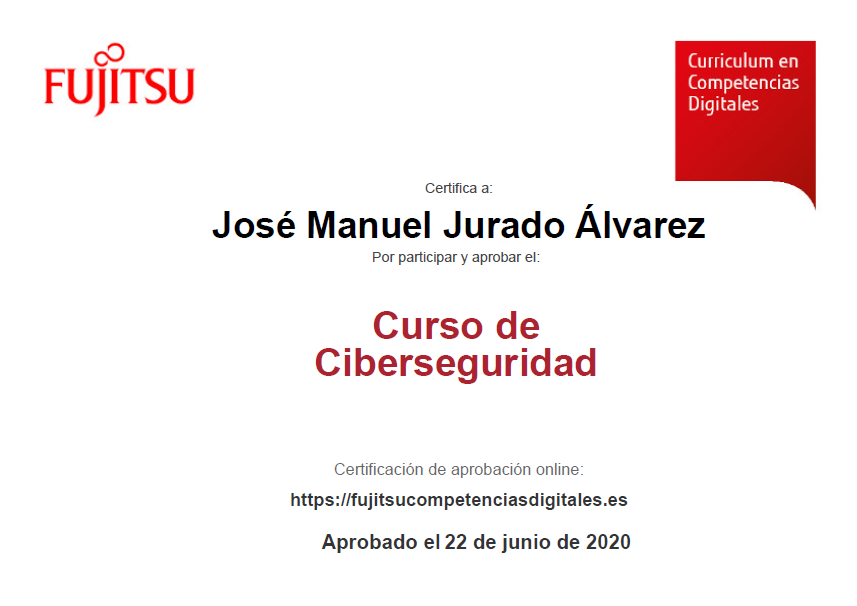 FUJITSU
Curriculum en
Competencias
Digitales
Certifica a:
José Manuel Jurado Álvarez
Por participar y aprobar el:
Curso de
Ciberseguridad
Certificación de aprobación online:
https://fujitsucompetenciasdigitales.es
Aprobado el 22 de junio de 2020